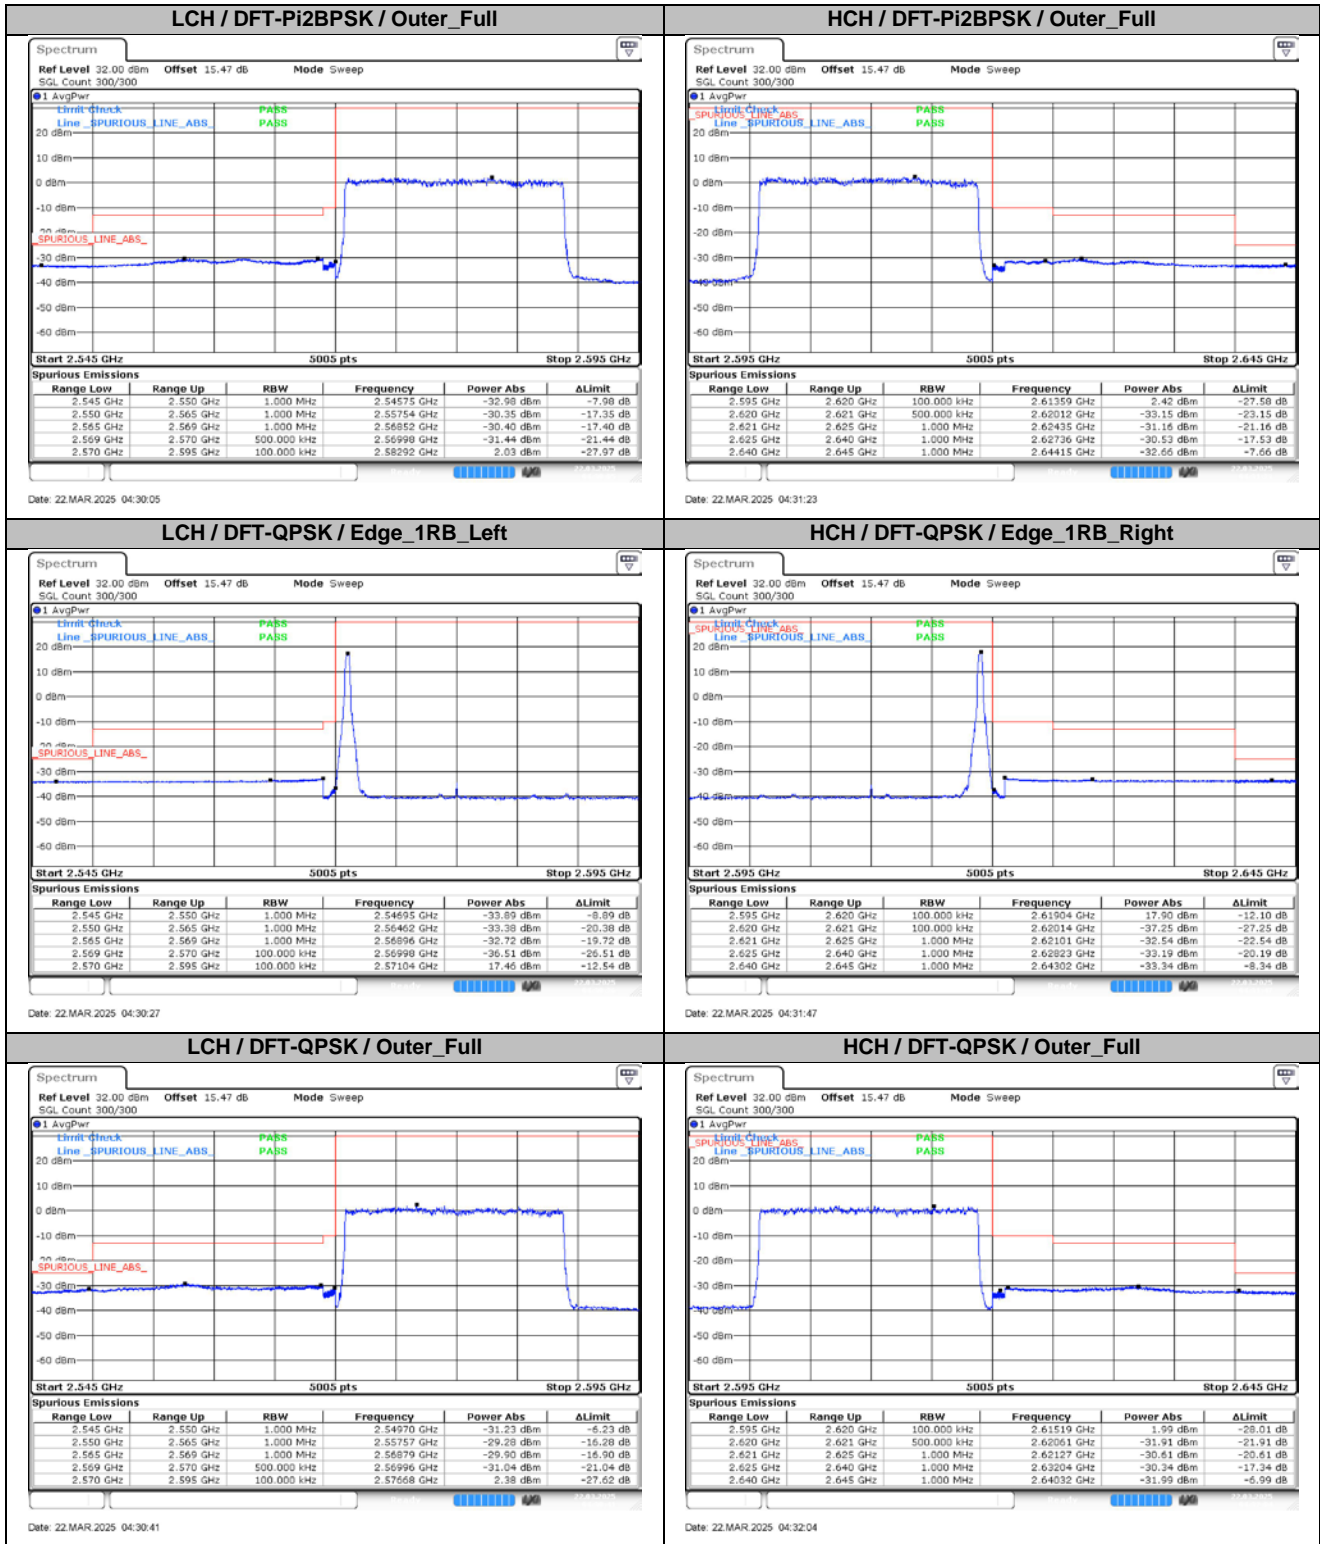 LCH / DFT-Pi2BPSK / Outer_Full
Spectrum
Ref Level 32.00 dBm Offset 15.47 dB Mode Sweep
SGL Count 300/300
1 AvgPwr
Limit Check PASS
Line _SPURIOUS_LINE_ABS_ PASS
20 dBm
10 dBm
0 dBm
-10 dBm
-20 dBm
_SPURIOUS_LINE_ABS_
-30 dBm
-40 dBm
-50 dBm
-60 dBm
Start 2.545 GHz 5005 pts Stop 2.595 GHz
Spurious Emissions
Range Low Range Up RBW Frequency Power Abs ΔLimit
2.545 GHz 2.550 GHz 1.000 MHz 2.54575 GHz -32.98 dBm -7.98 dB
2.550 GHz 2.565 GHz 1.000 MHz 2.55754 GHz -30.35 dBm -17.35 dB
2.565 GHz 2.569 GHz 1.000 MHz 2.56852 GHz -30.40 dBm -17.40 dB
2.569 GHz 2.570 GHz 500.000 kHz 2.56998 GHz -31.44 dBm -21.44 dB
2.570 GHz 2.595 GHz 100.000 kHz 2.58292 GHz 2.03 dBm -27.97 dB
Date: 22.MAR.2025 04:30:05
HCH / DFT-Pi2BPSK / Outer_Full
Spectrum
Ref Level 32.00 dBm Offset 15.47 dB Mode Sweep
SGL Count 300/300
1 AvgPwr
Limit Check PASS
_SPURIOUS_LINE_ABS_
Line _SPURIOUS_LINE_ABS_ PASS
20 dBm
10 dBm
0 dBm
-10 dBm
-20 dBm
-30 dBm
-40 dBm
-50 dBm
-60 dBm
Start 2.595 GHz 5005 pts Stop 2.645 GHz
Spurious Emissions
Range Low Range Up RBW Frequency Power Abs ΔLimit
2.595 GHz 2.620 GHz 100.000 kHz 2.61359 GHz 2.42 dBm -27.58 dB
2.620 GHz 2.621 GHz 500.000 kHz 2.62012 GHz -33.15 dBm -23.15 dB
2.621 GHz 2.625 GHz 1.000 MHz 2.62435 GHz -31.16 dBm -21.16 dB
2.625 GHz 2.640 GHz 1.000 MHz 2.62736 GHz -30.53 dBm -17.53 dB
2.640 GHz 2.645 GHz 1.000 MHz 2.64415 GHz -32.66 dBm -7.66 dB
Date: 22.MAR.2025 04:31:23
LCH / DFT-QPSK / Edge_1RB_Left
Spectrum
Ref Level 32.00 dBm Offset 15.47 dB Mode Sweep
SGL Count 300/300
1 AvgPwr
Limit Check PASS
Line _SPURIOUS_LINE_ABS_ PASS
20 dBm
10 dBm
0 dBm
-10 dBm
-20 dBm
_SPURIOUS_LINE_ABS_
-30 dBm
-40 dBm
-50 dBm
-60 dBm
Start 2.545 GHz 5005 pts Stop 2.595 GHz
Spurious Emissions
Range Low Range Up RBW Frequency Power Abs ΔLimit
2.545 GHz 2.550 GHz 1.000 MHz 2.54695 GHz -33.89 dBm -8.89 dB
2.550 GHz 2.565 GHz 1.000 MHz 2.56462 GHz -33.38 dBm -20.38 dB
2.565 GHz 2.569 GHz 1.000 MHz 2.56896 GHz -32.72 dBm -19.72 dB
2.569 GHz 2.570 GHz 100.000 kHz 2.56998 GHz -36.51 dBm -26.51 dB
2.570 GHz 2.595 GHz 100.000 kHz 2.57104 GHz 17.46 dBm -12.54 dB
Date: 22.MAR.2025 04:30:27
HCH / DFT-QPSK / Edge_1RB_Right
Spectrum
Ref Level 32.00 dBm Offset 15.47 dB Mode Sweep
SGL Count 300/300
1 AvgPwr
Limit Check PASS
_SPURIOUS_LINE_ABS_
Line _SPURIOUS_LINE_ABS_ PASS
20 dBm
10 dBm
0 dBm
-10 dBm
-20 dBm
-30 dBm
-40 dBm
-50 dBm
-60 dBm
Start 2.595 GHz 5005 pts Stop 2.645 GHz
Spurious Emissions
Range Low Range Up RBW Frequency Power Abs ΔLimit
2.595 GHz 2.620 GHz 100.000 kHz 2.61904 GHz 17.90 dBm -12.10 dB
2.620 GHz 2.621 GHz 100.000 kHz 2.62014 GHz -37.25 dBm -27.25 dB
2.621 GHz 2.625 GHz 1.000 MHz 2.62101 GHz -32.54 dBm -22.54 dB
2.625 GHz 2.640 GHz 1.000 MHz 2.62823 GHz -33.19 dBm -20.19 dB
2.640 GHz 2.645 GHz 1.000 MHz 2.64302 GHz -33.34 dBm -8.34 dB
Date: 22.MAR.2025 04:31:47
LCH / DFT-QPSK / Outer_Full
Spectrum
Ref Level 32.00 dBm Offset 15.47 dB Mode Sweep
SGL Count 300/300
1 AvgPwr
Limit Check PASS
Line _SPURIOUS_LINE_ABS_ PASS
20 dBm
10 dBm
0 dBm
-10 dBm
-20 dBm
_SPURIOUS_LINE_ABS_
-30 dBm
-40 dBm
-50 dBm
-60 dBm
Start 2.545 GHz 5005 pts Stop 2.595 GHz
Spurious Emissions
Range Low Range Up RBW Frequency Power Abs ΔLimit
2.545 GHz 2.550 GHz 1.000 MHz 2.54970 GHz -31.23 dBm -6.23 dB
2.550 GHz 2.565 GHz 1.000 MHz 2.55757 GHz -29.28 dBm -16.28 dB
2.565 GHz 2.569 GHz 1.000 MHz 2.56879 GHz -29.90 dBm -16.90 dB
2.569 GHz 2.570 GHz 500.000 kHz 2.56996 GHz -31.04 dBm -21.04 dB
2.570 GHz 2.595 GHz 100.000 kHz 2.57668 GHz 2.38 dBm -27.62 dB
Date: 22.MAR.2025 04:30:41
HCH / DFT-QPSK / Outer_Full
Spectrum
Ref Level 32.00 dBm Offset 15.47 dB Mode Sweep
SGL Count 300/300
1 AvgPwr
Limit Check PASS
_SPURIOUS_LINE_ABS_
Line _SPURIOUS_LINE_ABS_ PASS
20 dBm
10 dBm
0 dBm
-10 dBm
-20 dBm
-30 dBm
-40 dBm
-50 dBm
-60 dBm
Start 2.595 GHz 5005 pts Stop 2.645 GHz
Spurious Emissions
Range Low Range Up RBW Frequency Power Abs ΔLimit
2.595 GHz 2.620 GHz 100.000 kHz 2.61519 GHz 1.99 dBm -28.01 dB
2.620 GHz 2.621 GHz 500.000 kHz 2.62061 GHz -31.91 dBm -21.91 dB
2.621 GHz 2.625 GHz 1.000 MHz 2.62127 GHz -30.61 dBm -20.61 dB
2.625 GHz 2.640 GHz 1.000 MHz 2.63204 GHz -30.34 dBm -17.34 dB
2.640 GHz 2.645 GHz 1.000 MHz 2.64032 GHz -31.99 dBm -6.99 dB
Date: 22.MAR.2025 04:32:04